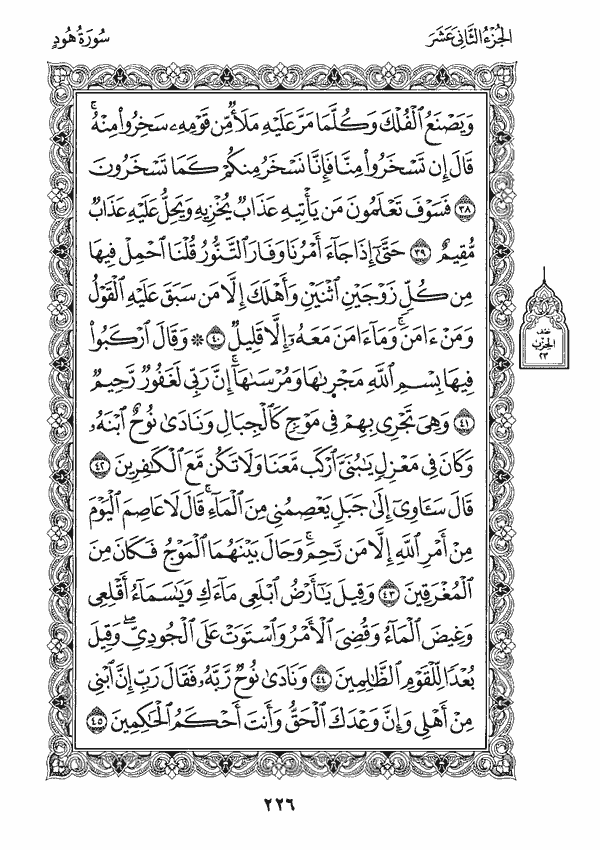 الجُزْءُ الثَّانِيَ عَشَرَ
سُورَةُ هُودٍ
وَيَصْنَعُ ٱلْفُلْكَ وَكُلَّمَا مَرَّ عَلَيْهِ مَلَأٌ مِّن قَوْمِهِۦ سَخِرُوا۟ مِنْهُ ۚ
قَالَ إِن تَسْخَرُوا۟ مِنَّا فَإِنَّا نَسْخَرُ مِنكُمْ كَمَا تَسْخَرُونَ
٣٨ فَسَوْفَ تَعْلَمُونَ مَن يَأْتِيهِ عَذَابٌ يُخْزِيهِ وَيَحِلُّ عَلَيْهِ عَذَابٌ
مُّقِيمٌ ٣٩ حَتَّىٰٓ إِذَا جَآءَ أَمْرُنَا وَفَارَ ٱلتَّنُّورُ قُلْنَا ٱحْمِلْ فِيهَا
مِن كُلٍّ زَوْجَيْنِ ٱثْنَيْنِ وَأَهْلَكَ إِلَّا مَن سَبَقَ عَلَيْهِ ٱلْقَوْلُ
وَمَنْ ءَامَنَ ۚ وَمَآ ءَامَنَ مَعَهُۥٓ إِلَّا قَلِيلٌ ٤٠ ۞ وَقَالَ ٱرْكَبُوا۟
فِيهَا بِسْمِ ٱللَّهِ مَجْر۪ىٰهَا وَمُرْسَىٰهَآ ۚ إِنَّ رَبِّى لَغَفُورٌ رَّحِيمٌ
٤١ وَهِىَ تَجْرِى بِهِمْ فِى مَوْجٍ كَٱلْجِبَالِ وَنَادَىٰ نُوحٌ ٱبْنَهُۥ
وَكَانَ فِى مَعْزِلٍ يَـٰبُنَىَّ ٱرْكَب مَّعَنَا وَلَا تَكُن مَّعَ ٱلْكَـٰفِرِينَ ٤٢
قَالَ سَـَٔاوِىٓ إِلَىٰ جَبَلٍ يَعْصِمُنِى مِنَ ٱلْمَآءِ ۚ قَالَ لَا عَاصِمَ ٱلْيَوْمَ
مِنْ أَمْرِ ٱللَّهِ إِلَّا مَن رَّحِمَ ۚ وَحَالَ بَيْنَهُمَا ٱلْمَوْجُ فَكَانَ مِنَ
ٱلْمُغْرَقِينَ ٤٣ وَقِيلَ يَـٰٓأَرْضُ ٱبْلَعِى مَآءَكِ وَيَـٰسَمَآءُ أَقْلِعِى
وَغِيضَ ٱلْمَآءُ وَقُضِىَ ٱلْأَمْرُ وَٱسْتَوَتْ عَلَى ٱلْجُودِىِّ ۖ وَقِيلَ
بُعْدًا لِّلْقَوْمِ ٱلظَّـٰلِمِينَ ٤٤ وَنَادَىٰ نُوحٌ رَّبَّهُۥ فَقَالَ رَبِّ إِنَّ ٱبْنِى
مِنْ أَهْلِى وَإِنَّ وَعْدَكَ ٱلْحَقُّ وَأَنتَ أَحْكَمُ ٱلْحَـٰكِمِينَ ٤٥
الحِزْب
٢٣
٢٢٦